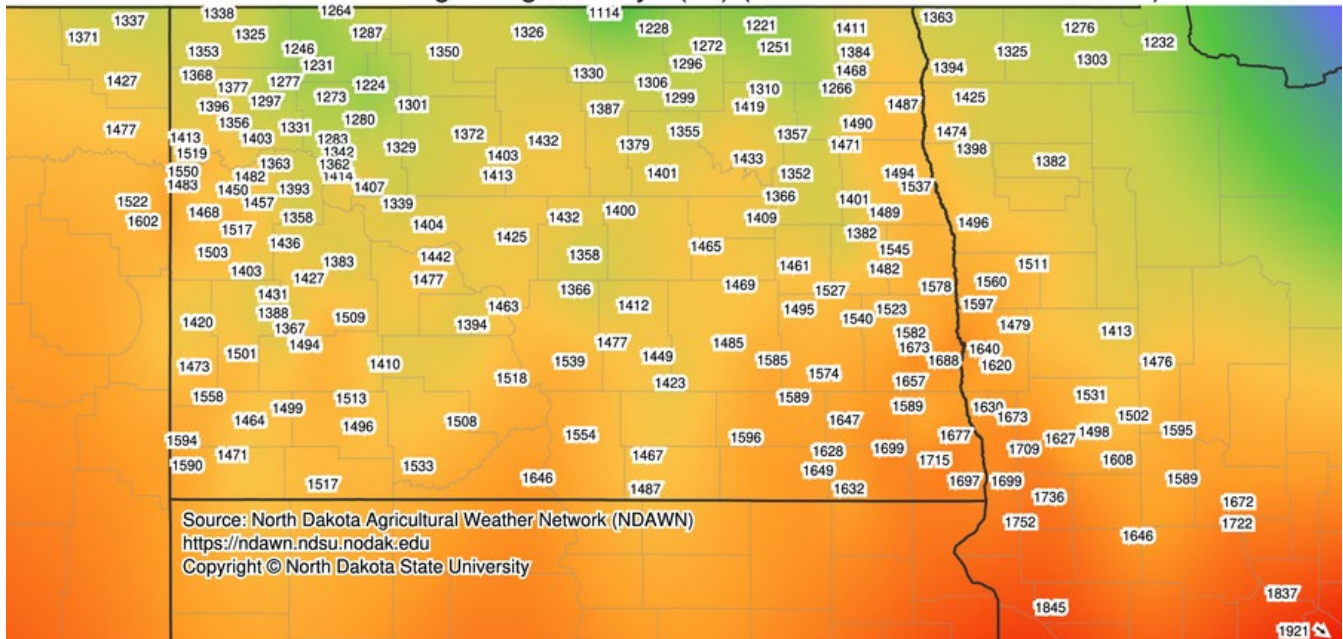 1338 1264 1114 1363
1337 1325 1287 1326 1228 1221 1411 1276
1371 1353 1246 1350 1272 1251 1384 1325 1232
1231 1296 1303
1427 1368 1377 1277 1224 1330 1306 1310 1468 1394
1396 1297 1273 1301 1387 1299 1419 1266 1487 1425
1477 1356 1331 1280 1372 1355 1357 1490 1474
1413 1403 1283 1329 1432 1379 1471 1398
1519 1363 1342 1403 1433 1382
1550 1482 1362 1413 1401 1352 1494
1483 1450 1393 1414 1407 1366 1537
1522 1457 1339 1400 1401
1602 1468 1358 1404 1432 1409 1489 1496
1517 1436 1425 1465 1382
1503 1383 1442 1358 1461 1545 1511
1403 1427 1477 1469 1482 1560
1431 1366 1527 1578
1388 1509 1463 1412 1495 1523 1597
1420 1367 1394 1540 1479 1413
1494 1477 1485 1582
1473 1501 1410 1539 1449 1585 1673 1640 1476
1518 1423 1574 1688 1620
1558 1513 1589 1657 1531
1464 1499 1508 1647 1589 1630 1502
1594 1496 1554 1596 1677 1673 1498 1595
1471 1467 1628 1699 1709 1627
1590 1533 1649 1715 1608
1517 1646 1487 1632 1697 1699 1589
1736 1672
Source: North Dakota Agricultural Weather Network (NDAWN) 1752 1722
https://ndawn.ndsu.nodak.edu 1646
Copyright © North Dakota State University
1837
1845
1921